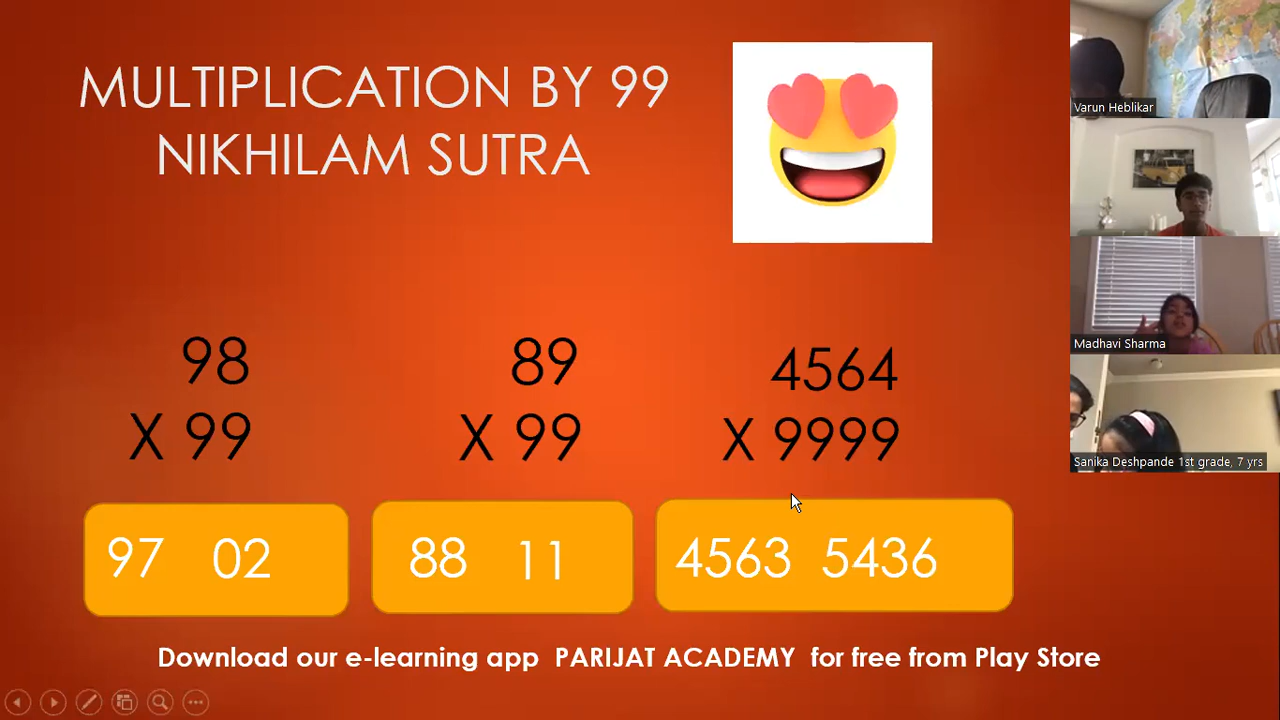 MULTIPLICATION BY 99
NIKHILAM SUTRA
98
X 99
89
X 99
4564
X 9999
97 02
88 11
4563 5436
Download our e-learning app PARIJAT ACADEMY for free from Play Store
Varun Heblikar
Madhavi Sharma
Sanika Deshpande 1st grade, 7 yrs